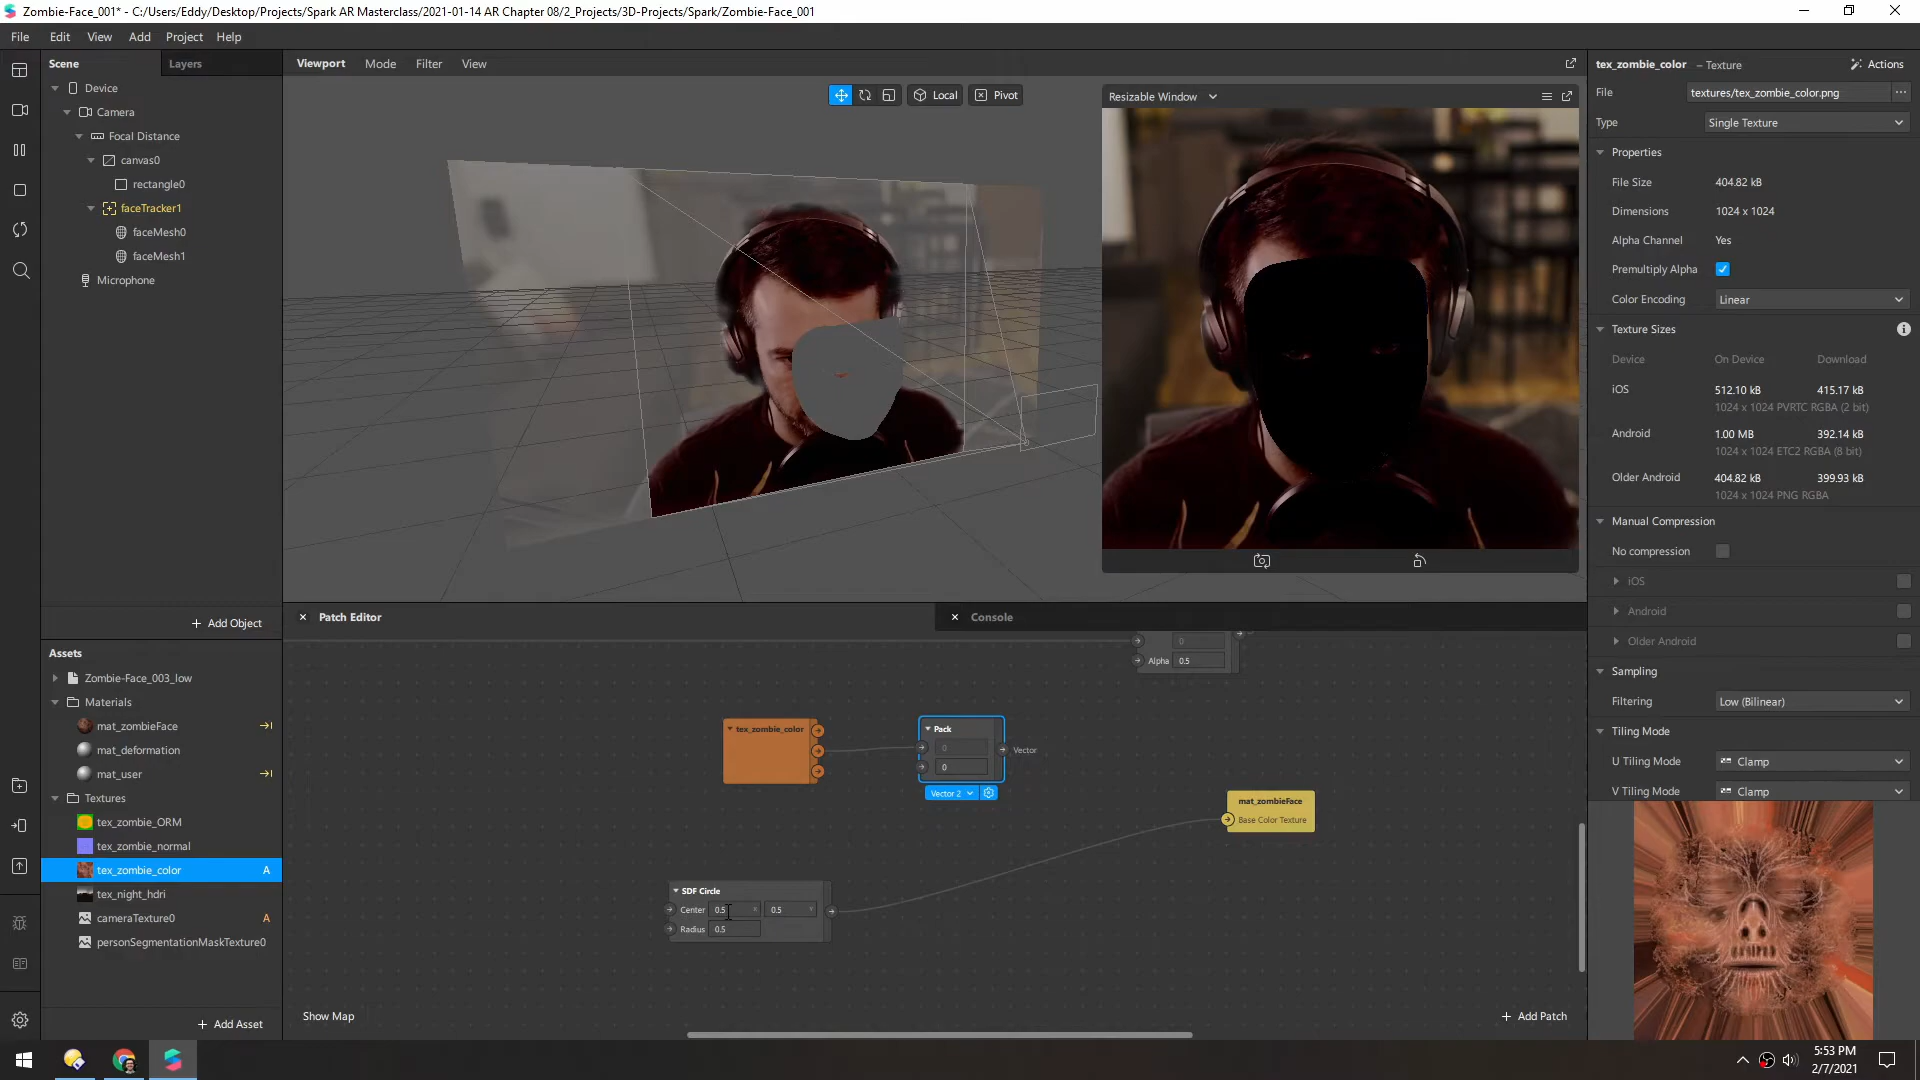 Zombie-Face_001* - C:/Users/Eddy/Desktop/Projects/Spark AR Masterclass/2021-01-14 AR Chapter 08/2_Projects/3D-Projects/Spark/Zombie-Face_001
File Edit View Add Project Help
Scene Layers
Device
Camera
Focal Distance
canvas0
rectangle0
faceTracker1
faceMesh0
faceMesh1
Microphone
+ Add Object
Assets
Zombie-Face_003_low
Materials
mat_zombieFace
mat_deformation
mat_user
Textures
tex_zombie_ORM
tex_zombie_normal
tex_zombie_color A
tex_night_hdri
cameraTexture0 A
personSegmentationMaskTexture0
+ Add Asset
Viewport Mode Filter View
Local Pivot
Resizable Window
Patch Editor
Console
0
Alpha 0.5
tex_zombie_color
Pack
0
0
Vector
Vector 2
mat_zombieFace
Base Color Texture
SDF Circle
Center 0.5 0.5
Radius 0.5
Show Map
+ Add Patch
tex_zombie_color - Texture Actions
File textures/tex_zombie_color.png
Type Single Texture
Properties
File Size 404.82 kB
Dimensions 1024 x 1024
Alpha Channel Yes
Premultiply Alpha
Color Encoding Linear
Texture Sizes
Device On Device Download
iOS 512.10 kB 415.17 kB
1024 x 1024 PVRTC RGBA (2 bit)
Android 1.00 MB 392.14 kB
1024 x 1024 ETC2 RGBA (8 bit)
Older Android 404.82 kB 399.93 kB
1024 x 1024 PNG RGBA
Manual Compression
No compression
iOS
Android
Older Android
Sampling
Filtering Low (Bilinear)
Tiling Mode
U Tiling Mode Clamp
V Tiling Mode Clamp
5:53 PM
2/7/2021